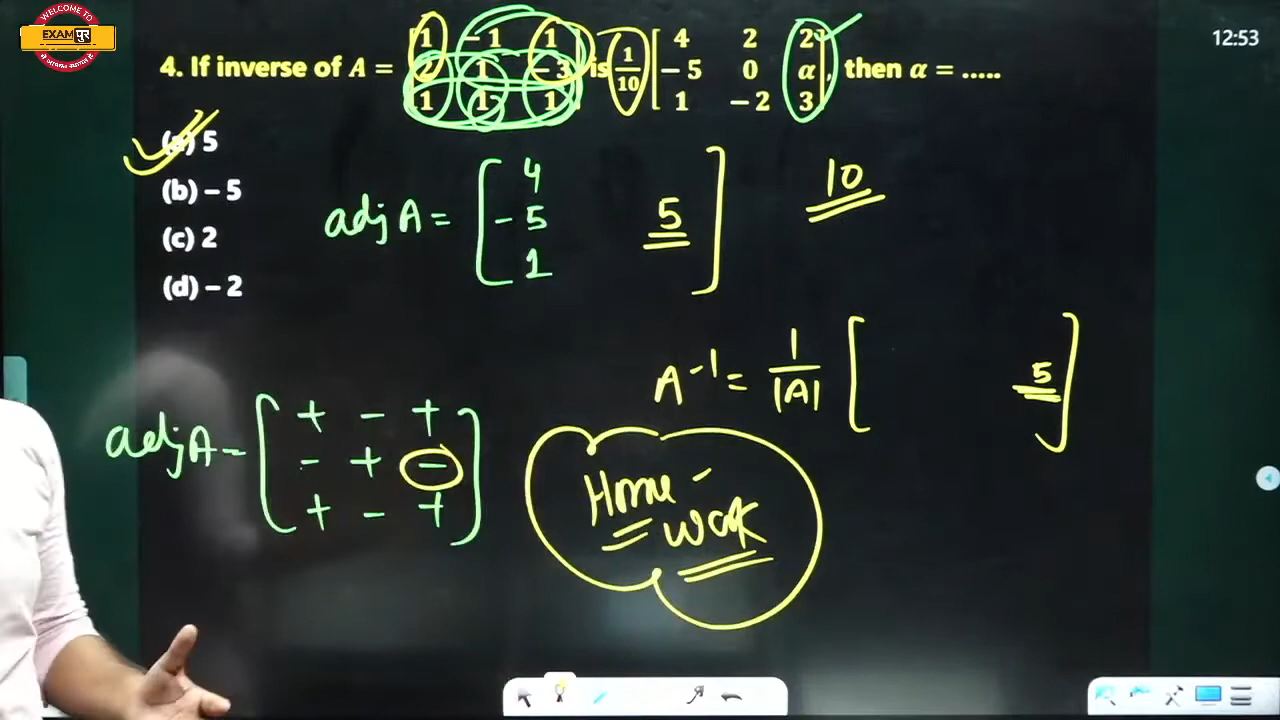 WELCOME TO
EXAM पुर
12:53
4. If inverse of A = [1 -1 1
2 1 -3
1 1 1] is 1/10 [4 2 2
-5 0 α
1 -2 3], then α = .....
(a) 5
(b) – 5
(c) 2
(d) – 2
adj A = [4
-5 5
1]
10
A⁻¹ = 1/|A| [ 5 ]
adj A = [+ - +
- + -
+ - +]
Home -
work